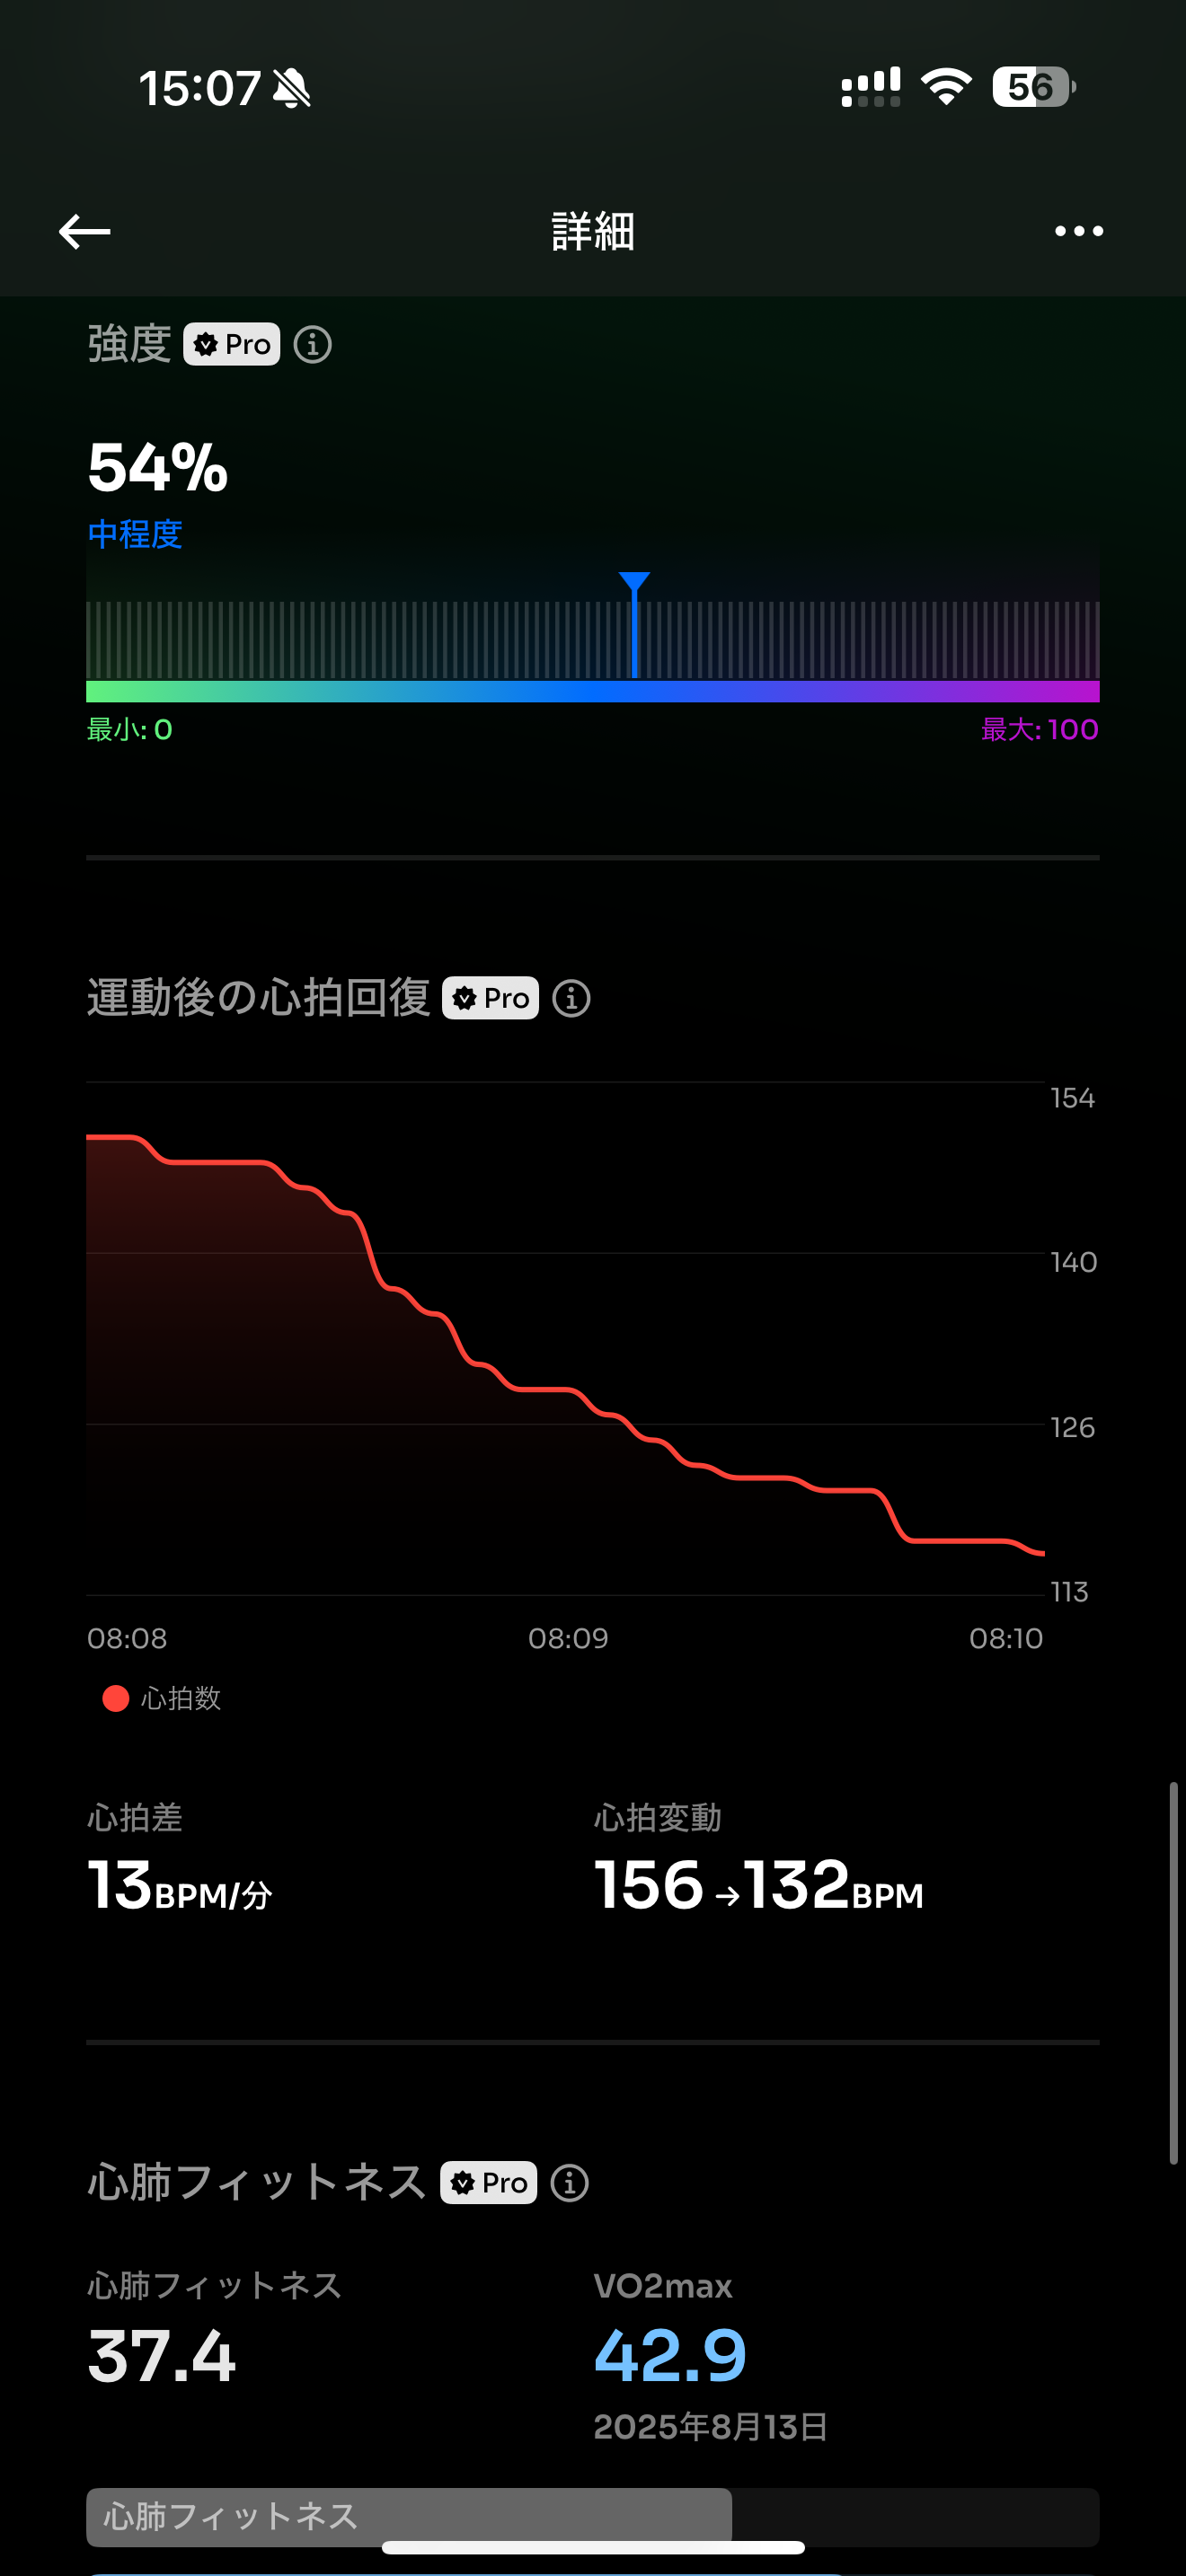 15:07
56
詳細
強度 Pro
54%
中程度
最小: 0
最大: 100
運動後の心拍回復 Pro
154
140
126
113
08:08 08:09 08:10
心拍数
心拍差 心拍変動
13BPM/分 156→132BPM
心肺フィットネス Pro
心肺フィットネス VO2max
37.4 42.9
2025年8月13日
心肺フィットネス